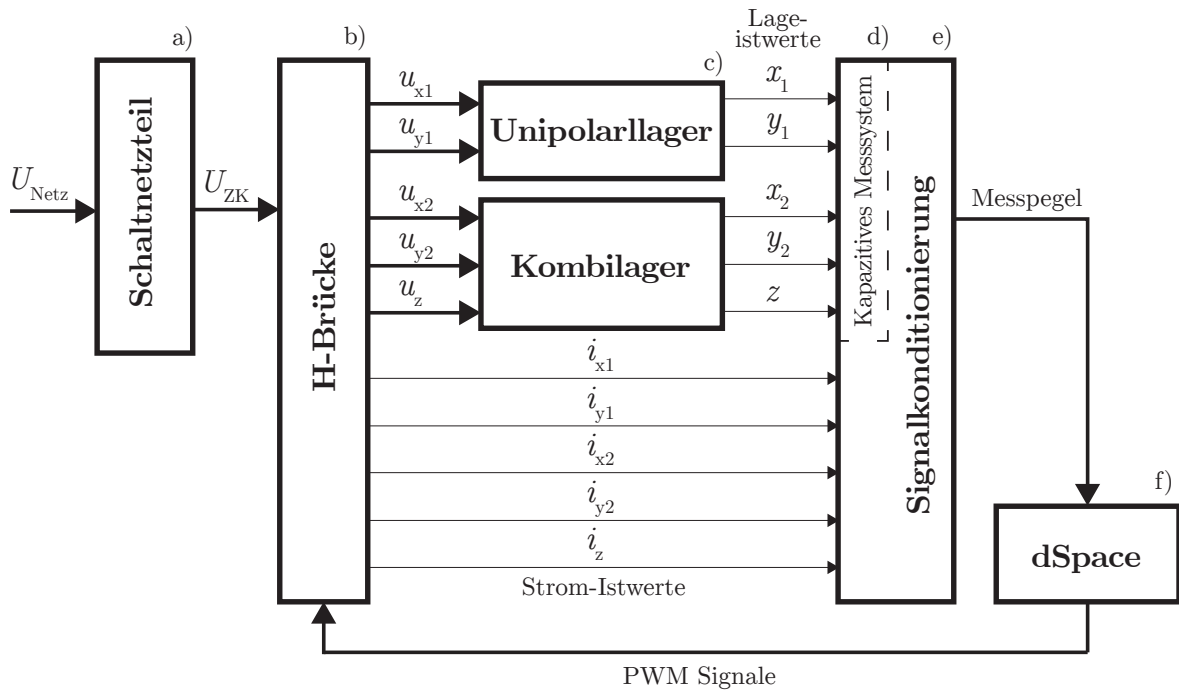 a)
Schaltnetzteil
U_Netz
U_ZK
b)
H-Brücke
u_x1
u_y1
u_x2
u_y2
u_z
c)
Unipolarllager
Kombilager
Lage-
istwerte
x_1
y_1
x_2
y_2
z
i_x1
i_y1
i_x2
i_y2
i_z
Strom-Istwerte
d)
Kapazitives Messsystem
e)
Signalkonditionierung
Messpegel
f)
dSpace
PWM Signale